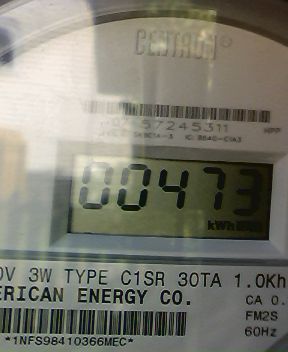 CENTRON®
57245311
HPP
00473
kWh
0V 3W TYPE C1SR 30TA 1.0Kh
ERICAN ENERGY CO. CA 0.
FM2S
*1NFS98410366MEC* 60Hz